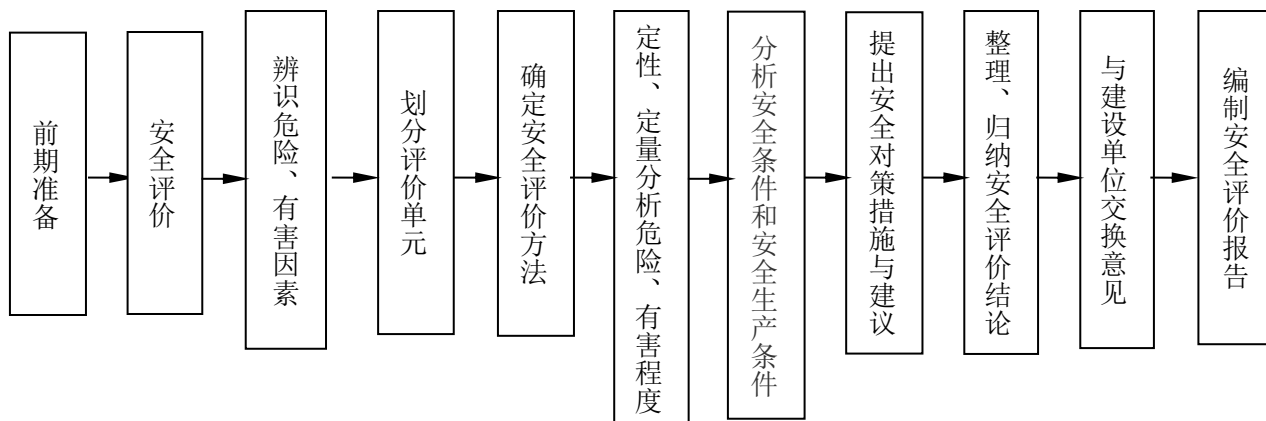 前期准备
安全评价
辨识危险、有害因素
划分评价单元
确定安全评价方法
定性、定量分析危险、有害程度
分析安全条件和安全生产条件
提出安全对策措施与建议
整理、归纳安全评价结论
与建设单位交换意见
编制安全评价报告